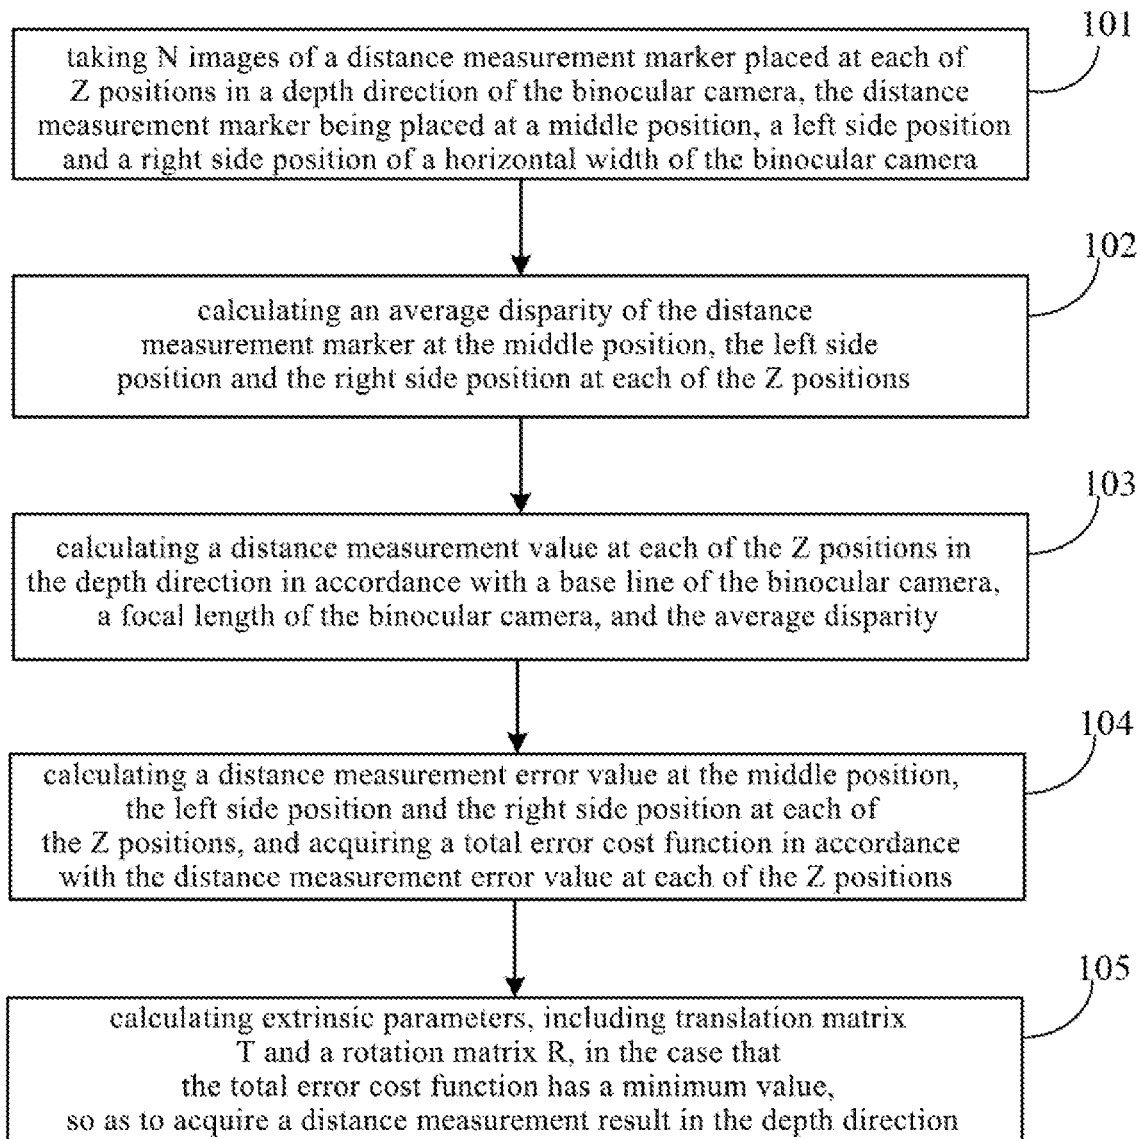 101
taking N images of a distance measurement marker placed at each of
Z positions in a depth direction of the binocular camera, the distance
measurement marker being placed at a middle position, a left side position
and a right side position of a horizontal width of the binocular camera
102
calculating an average disparity of the distance
measurement marker at the middle position, the left side
position and the right side position at each of the Z positions
103
calculating a distance measurement value at each of the Z positions in
the depth direction in accordance with a base line of the binocular camera,
a focal length of the binocular camera, and the average disparity
104
calculating a distance measurement error value at the middle position,
the left side position and the right side position at each of
the Z positions, and acquiring a total error cost function in accordance
with the distance measurement error value at each of the Z positions
105
calculating extrinsic parameters, including translation matrix
T and a rotation matrix R, in the case that
the total error cost function has a minimum value,
so as to acquire a distance measurement result in the depth direction